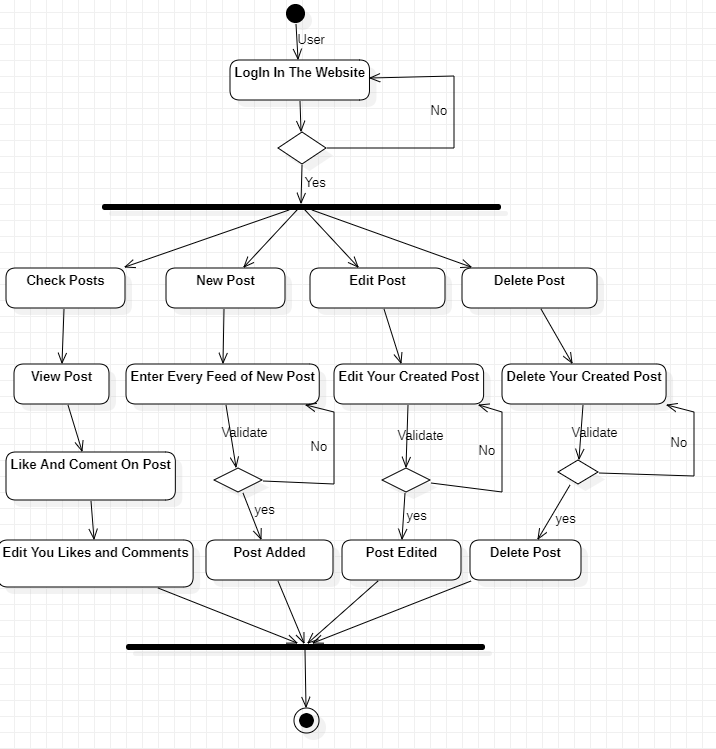 User
LogIn In The Website
No
Yes
Check Posts
New Post
Edit Post
Delete Post
View Post
Enter Every Feed of New Post
Edit Your Created Post
Delete Your Created Post
Validate
Validate
Validate
No
No
No
Like And Coment On Post
yes
yes
yes
Edit You Likes and Comments
Post Added
Post Edited
Delete Post